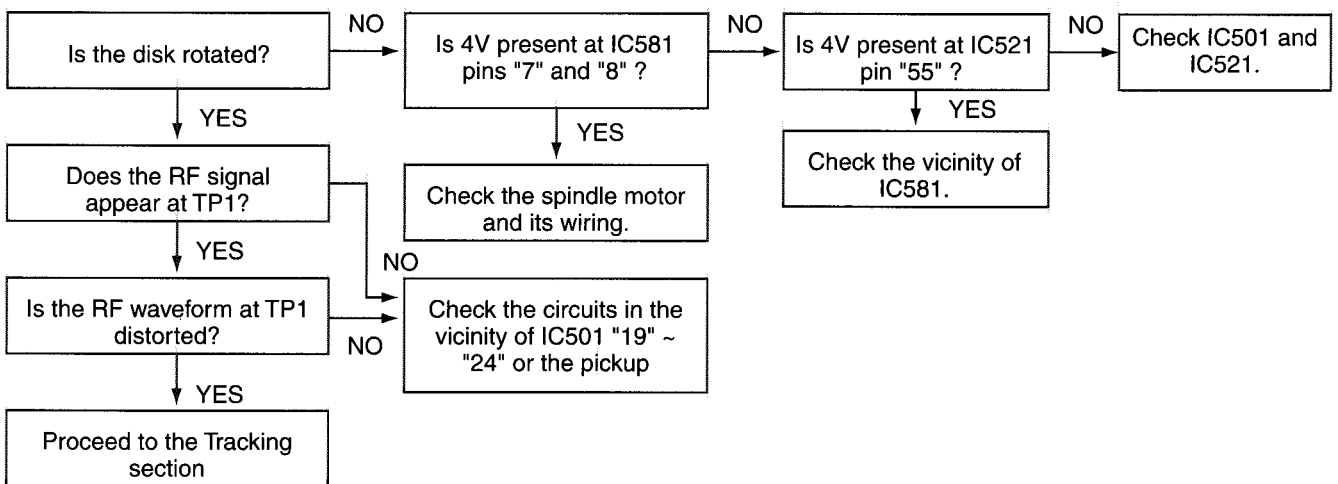 Is the disk rotated?
NO
Is 4V present at IC581
pins "7" and "8" ?
NO
Is 4V present at IC521
pin "55" ?
NO
Check IC501 and
IC521.
YES
YES
YES
Does the RF signal
appear at TP1?
Check the spindle motor
and its wiring.
Check the vicinity of
IC581.
YES
NO
Is the RF waveform at TP1
distorted?
NO
Check the circuits in the
vicinity of IC501 "19" ~
"24" or the pickup
YES
Proceed to the Tracking
section